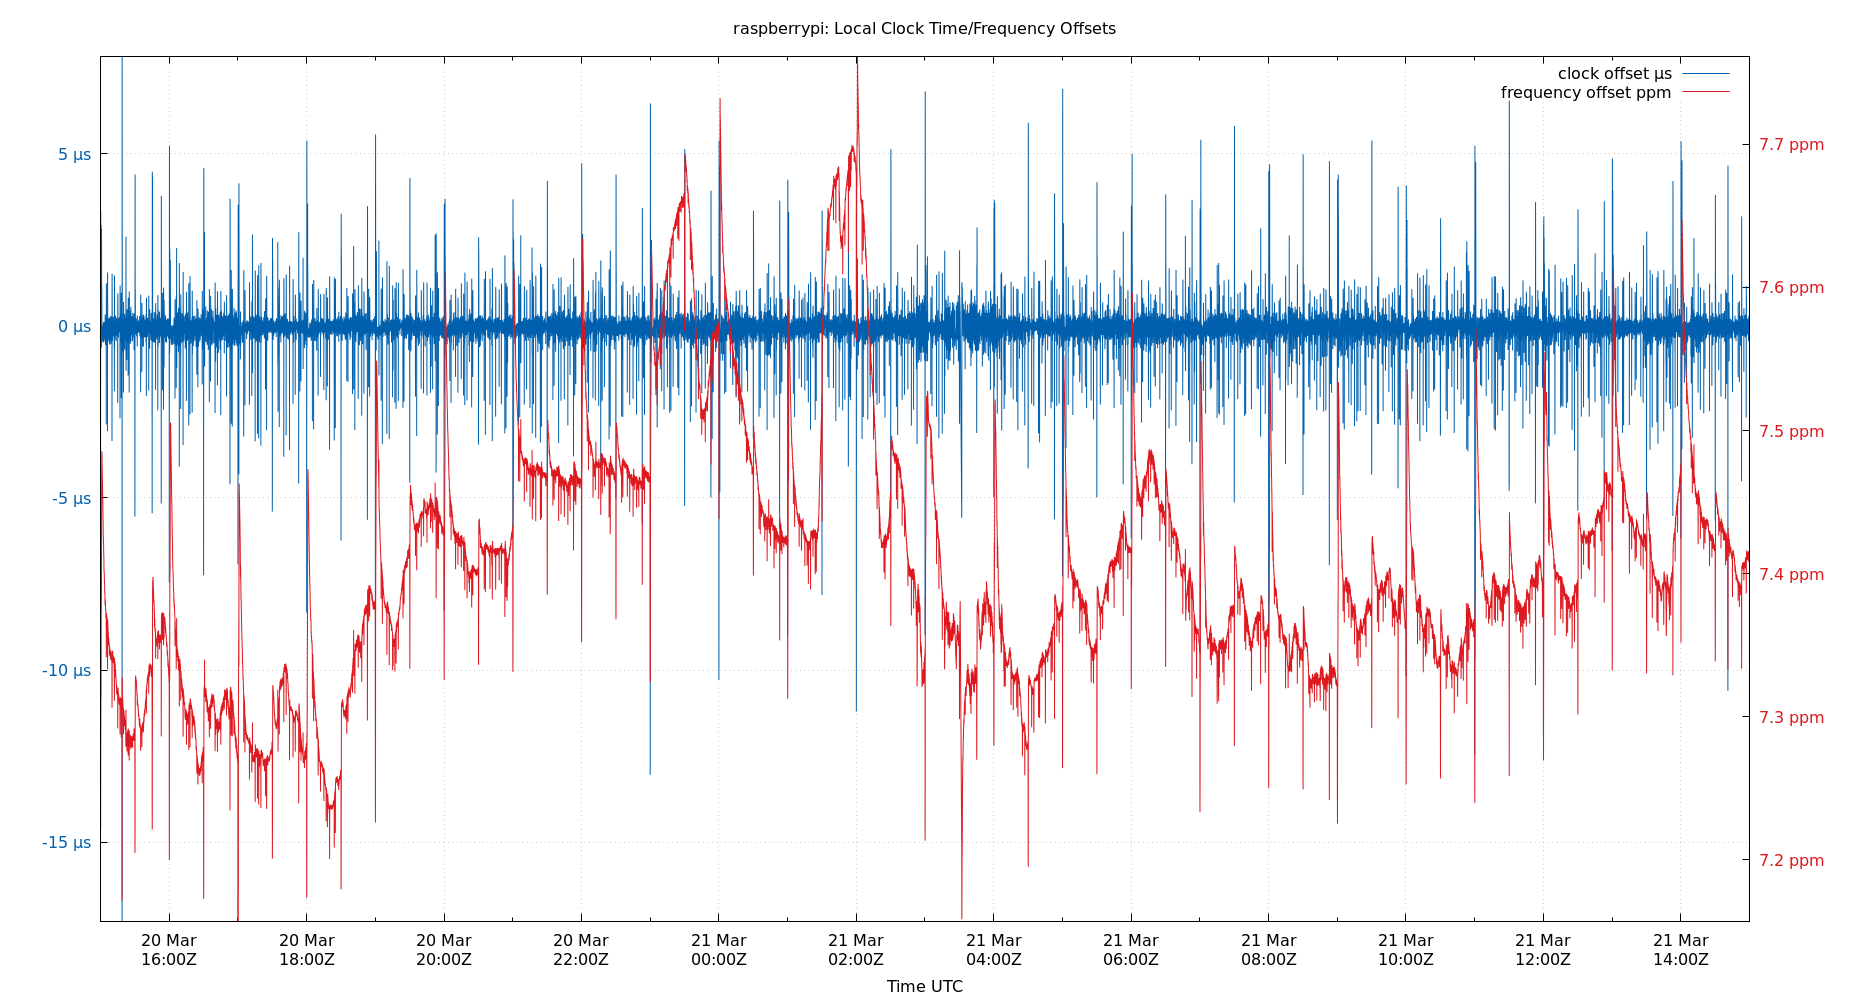 raspberrypi: Local Clock Time/Frequency Offsets
clock offset µs
frequency offset ppm
5 µs
0 µs
-5 µs
-10 µs
-15 µs
7.7 ppm
7.6 ppm
7.5 ppm
7.4 ppm
7.3 ppm
7.2 ppm
20 Mar 20 Mar 20 Mar 20 Mar 21 Mar 21 Mar 21 Mar 21 Mar 21 Mar 21 Mar 21 Mar 21 Mar
16:00Z 18:00Z 20:00Z 22:00Z 00:00Z 02:00Z 04:00Z 06:00Z 08:00Z 10:00Z 12:00Z 14:00Z
Time UTC